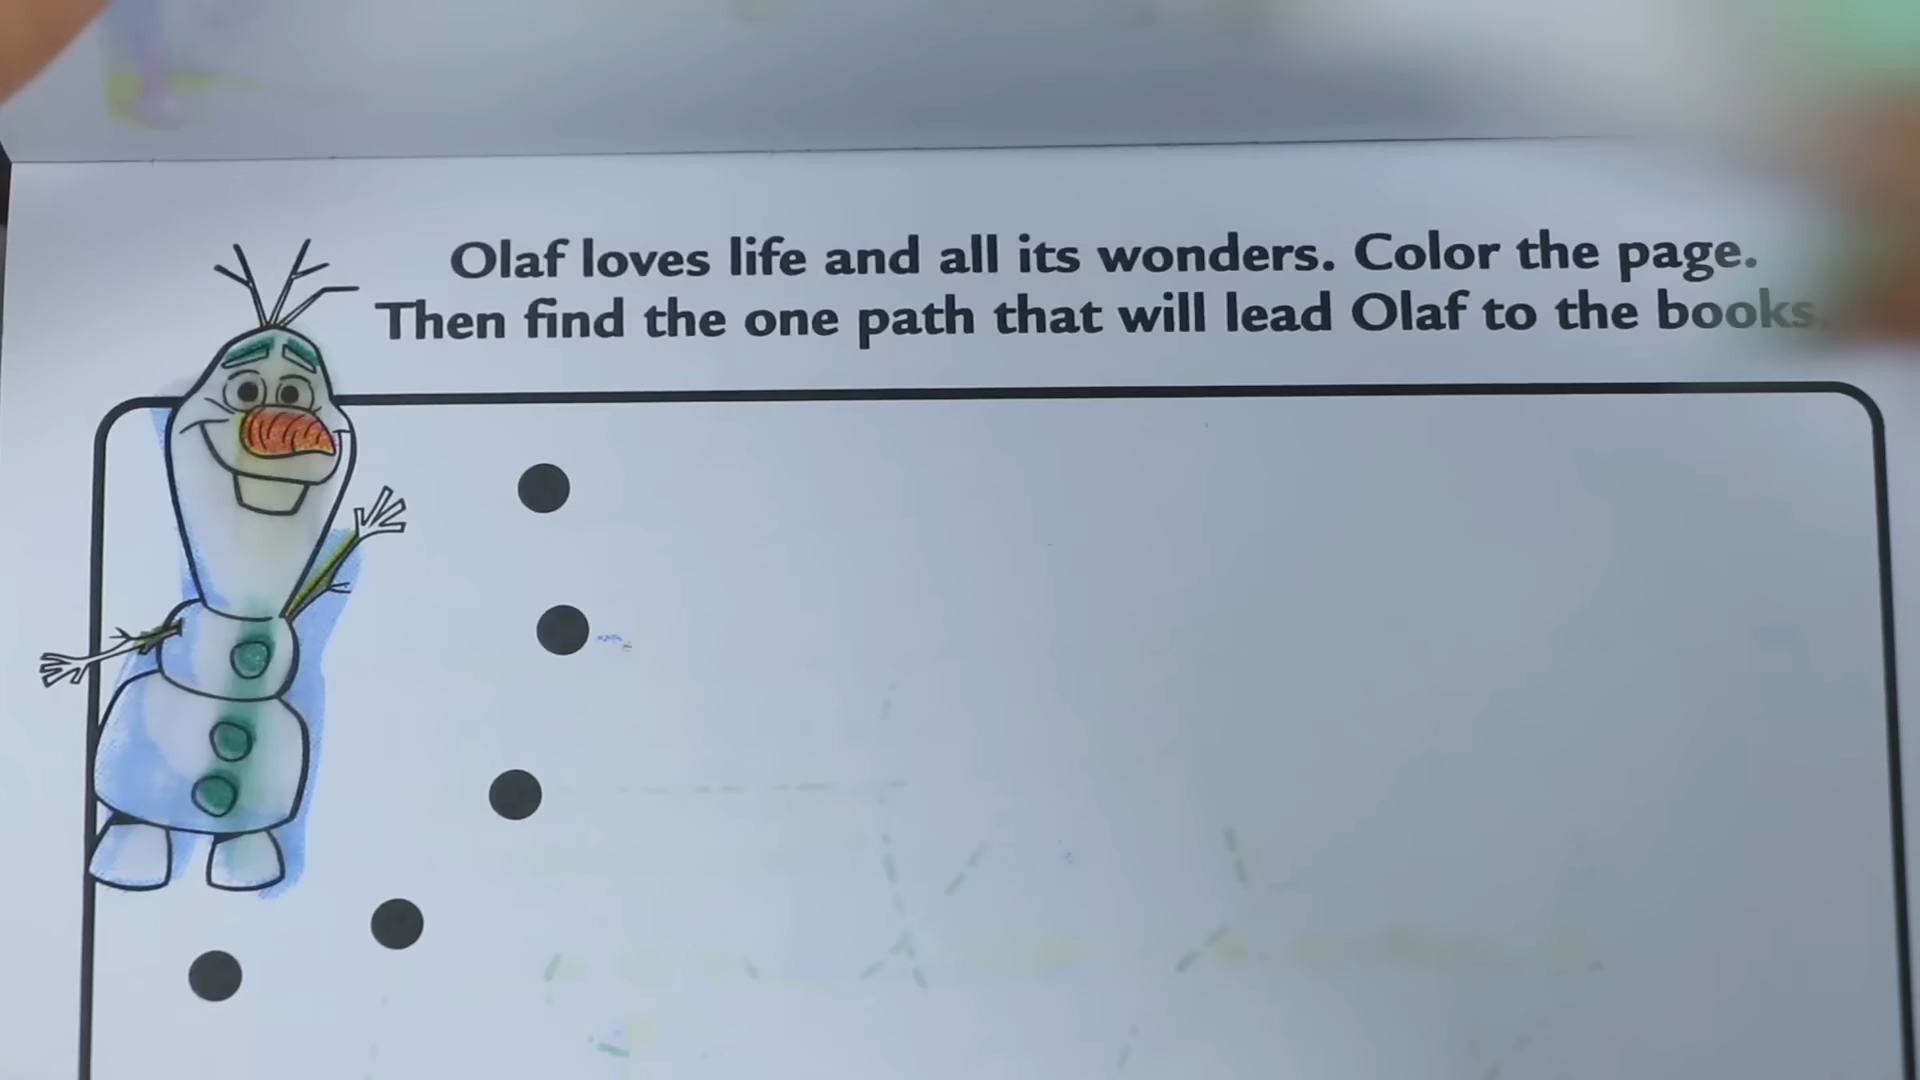 Olaf loves life and all its wonders. Color the page.
Then find the one path that will lead Olaf to the books.